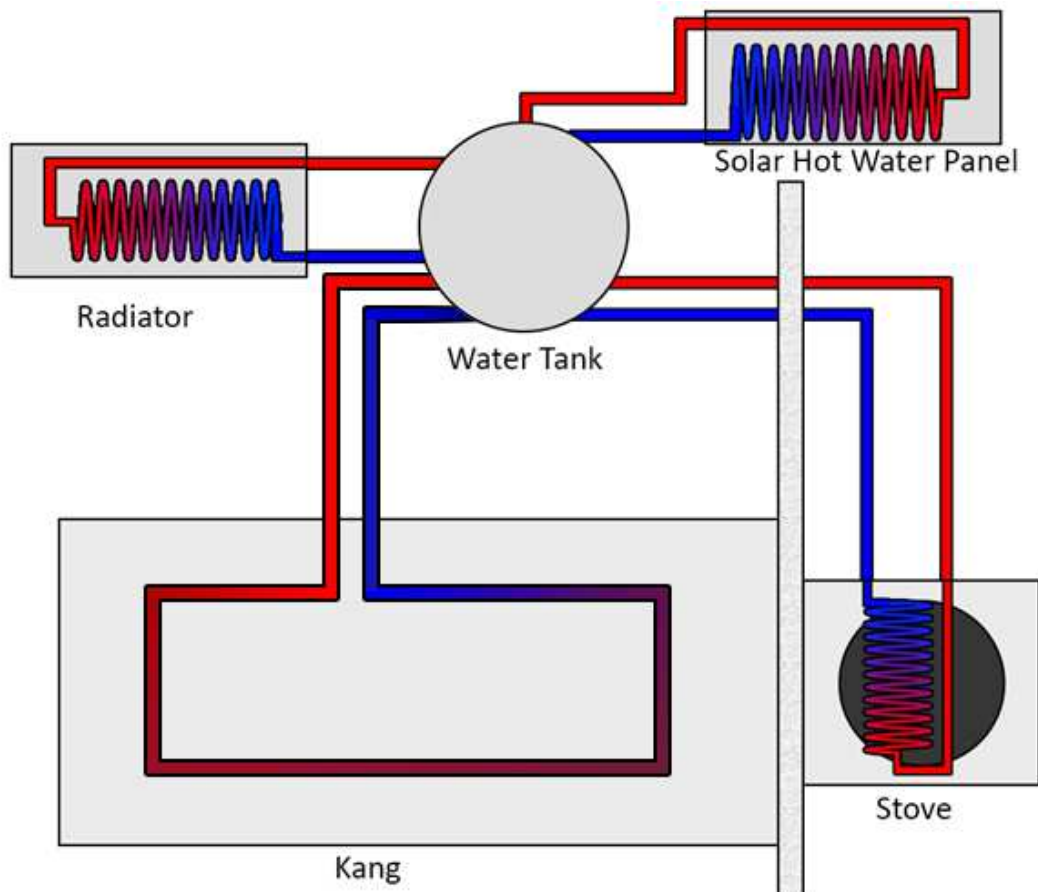 Solar Hot Water Panel
Radiator
Water Tank
Stove
Kang